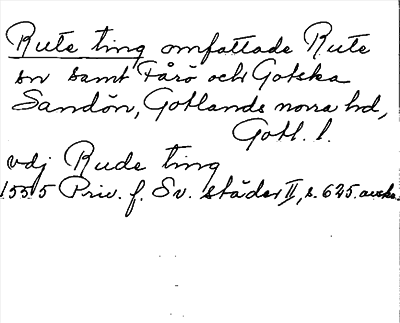 Rute ting omfattade Rute
sn samt Fårö och Gotska
Sandön, Gotlands norra hd,
Gotl. l.
vdj Rude ting
1555 Priv. f. Sv. städer II, s. 625. avskr.